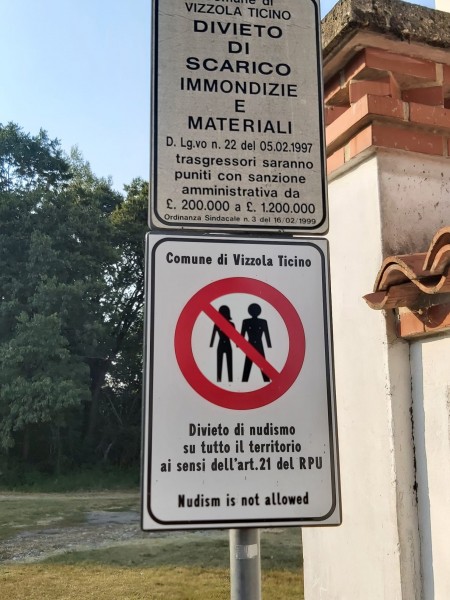 Comune di
VIZZOLA TICINO
DIVIETO
DI
SCARICO
IMMONDIZIE
E
MATERIALI
D. Lg.vo n. 22 del 05.02.1997
trasgressori saranno
puniti con sanzione
amministrativa da
£. 200.000 a £. 1.200.000
Ordinanza Sindacale n. 3 del 16/02/1999
Comune di Vizzola Ticino
Divieto di nudismo
su tutto il territorio
ai sensi dell'art.21 del RPU
Nudism is not allowed